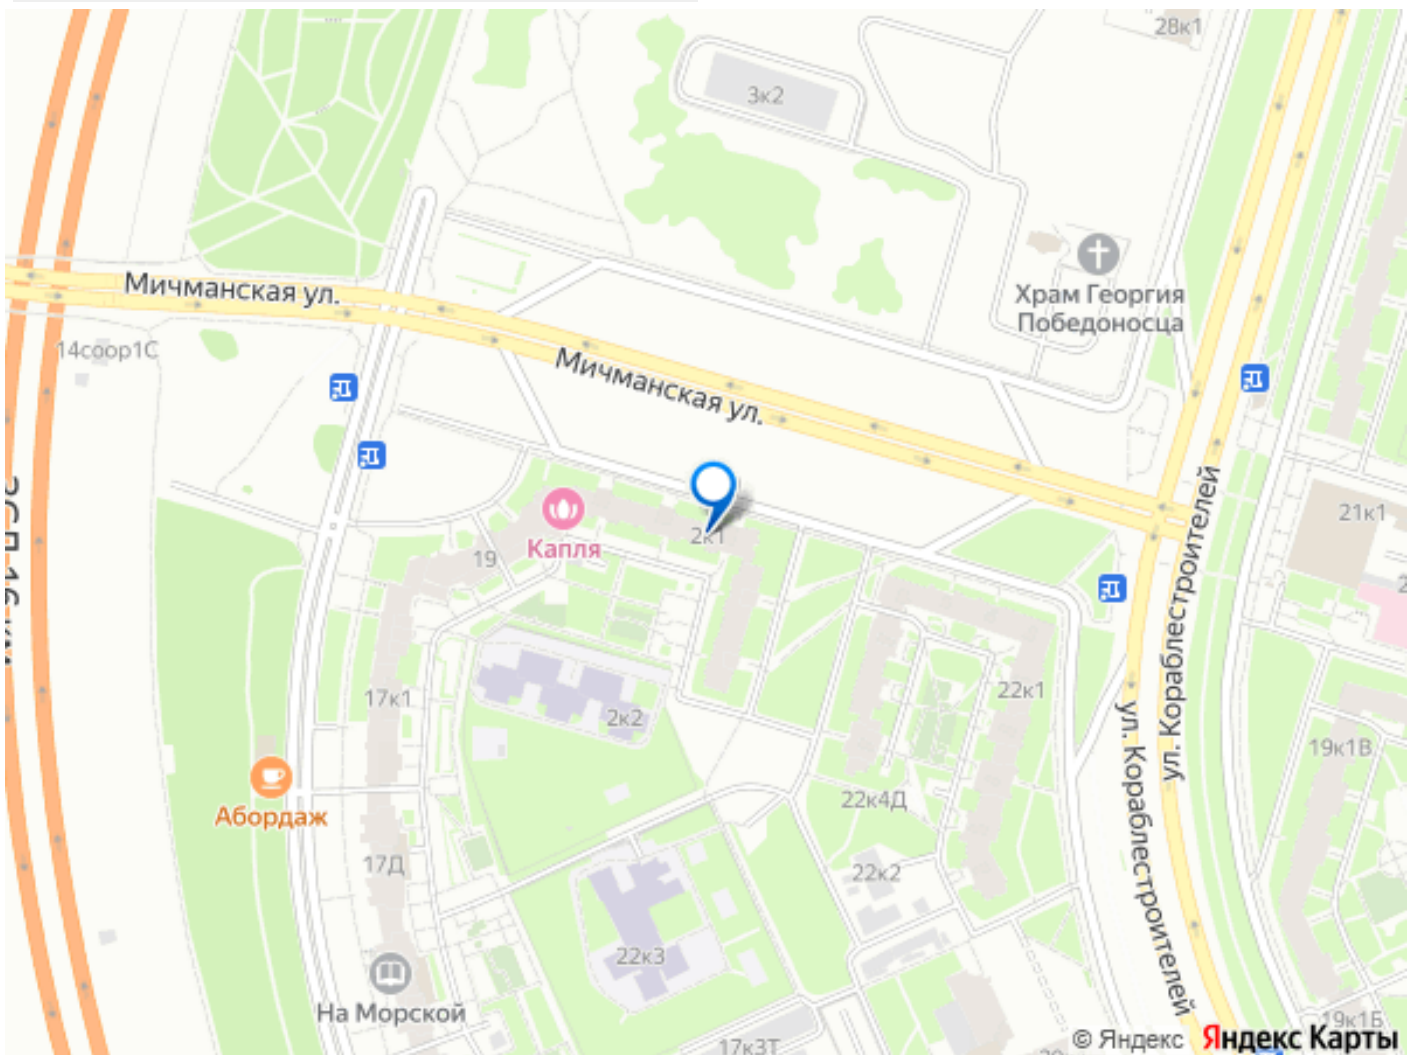 28к1
3к2
Мичманская ул.
Храм Георгия
Победоносца
14соор1С
Мичманская ул.
21к1
Капля
2к1
19
ул. Кораблестроителей
17к1
2к2
22к1
19к1В
Абордаж
22к4Д
ул. Кораблестроителей
17Д
22к2
22к3
На Морской
17к3Т
19к1Б
© Яндекс Яндекс Карты